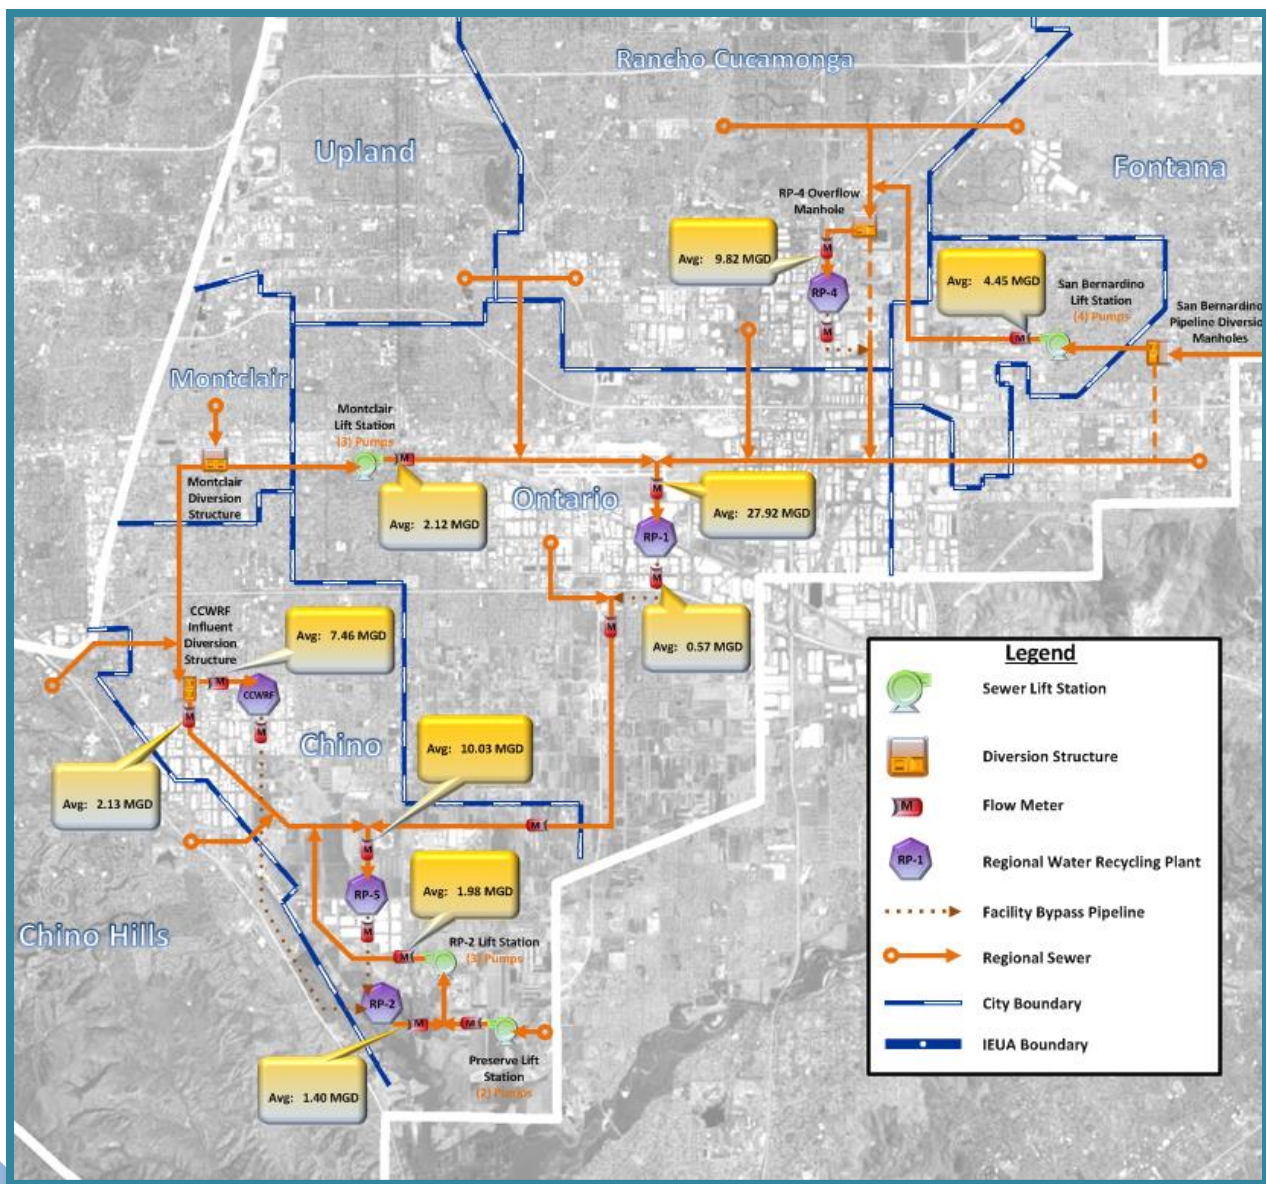 Rancho Cucamonga
Upland
Fontana
RP-4 Overflow
Manhole
M
Avg: 9.82 MGD
RP-4
M
Avg: 4.45 MGD
San Bernardino
Lift Station
(4) Pumps
M
San Bernardino
Pipeline Diversion
Manholes
Montclair
Montclair
Lift Station
(3) Pumps
M
Montclair
Diversion
Structure
Avg: 2.12 MGD
Ontario
M
Avg: 27.92 MGD
RP-1
M
Avg: 0.57 MGD
M
CCWRF
Influent
Diversion
Structure
Avg: 7.46 MGD
M
CCWRF
M
M
Chino
Avg: 10.03 MGD
Avg: 2.13 MGD
M
M
RP-5
M
Avg: 1.98 MGD
Chino Hills
M
RP-2 Lift Station
(3) Pumps
RP-2
M
M
Preserve Lift
Station
(2) Pumps
Avg: 1.40 MGD
Legend
Sewer Lift Station
Diversion Structure
M
Flow Meter
RP-1
Regional Water Recycling Plant
Facility Bypass Pipeline
Regional Sewer
City Boundary
IEUA Boundary